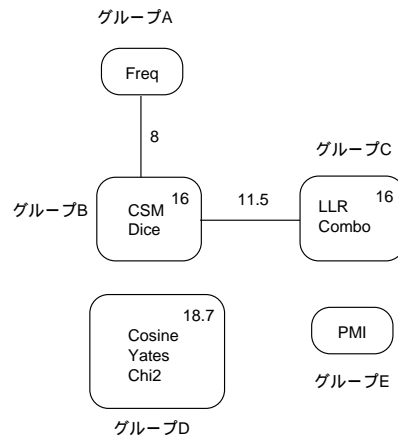 グループA
Freq
8
グループC
グループB
CSM
Dice
16
11.5
LLR
Combo
16
Cosine
Yates
Chi2
18.7
PMI
グループE
グループD